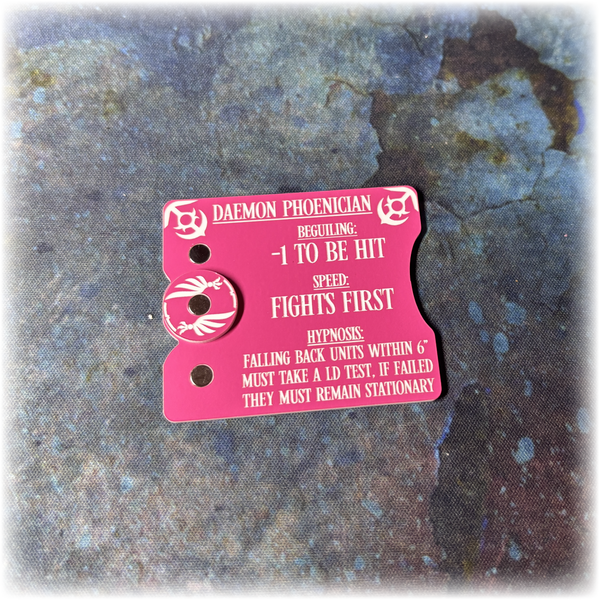 DAEMON PHOENICIAN
BEGUILING:
-1 TO BE HIT
SPEED:
FIGHTS FIRST
HYPNOSIS:
FALLING BACK UNITS WITHIN 6"
MUST TAKE A LD TEST, IF FAILED
THEY MUST REMAIN STATIONARY